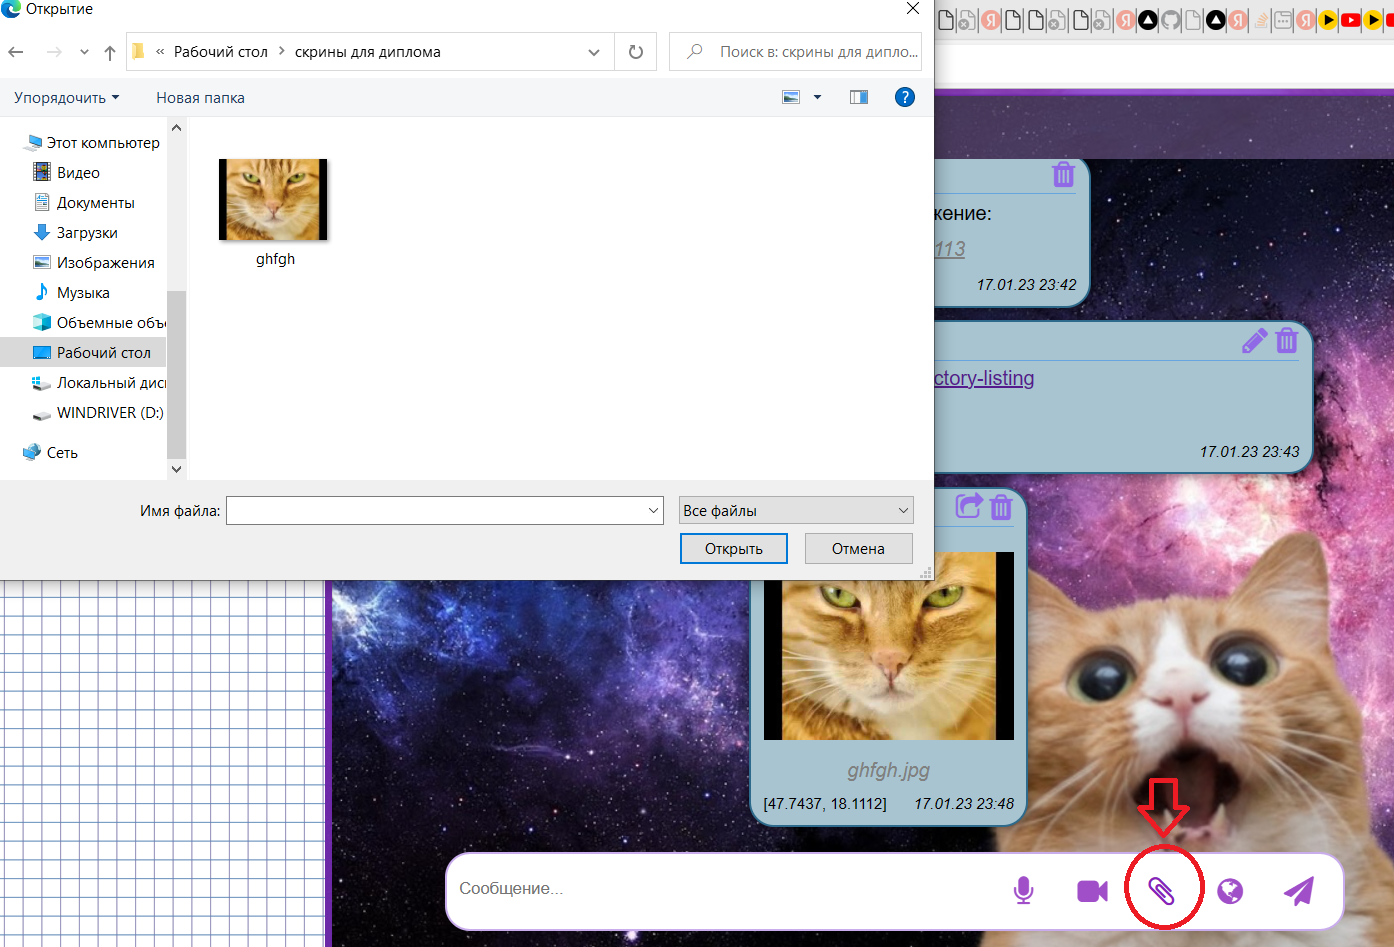 Открытие
« Рабочий стол > скрины для диплома
Поиск в: скрины для дипло...
Упорядочить
Новая папка
Этот компьютер
Видео
Документы
Загрузки
Изображения
Музыка
Объемные объ
Рабочий стол
Локальный дис
WINDRIVER (D:)
Сеть
ghfgh
Имя файла:
Все файлы
Открыть
Отмена
жение:
113
17.01.23 23:42
ctory-listing
17.01.23 23:43
ghfgh.jpg
[47.7437, 18.1112] 17.01.23 23:48
Сообщение...